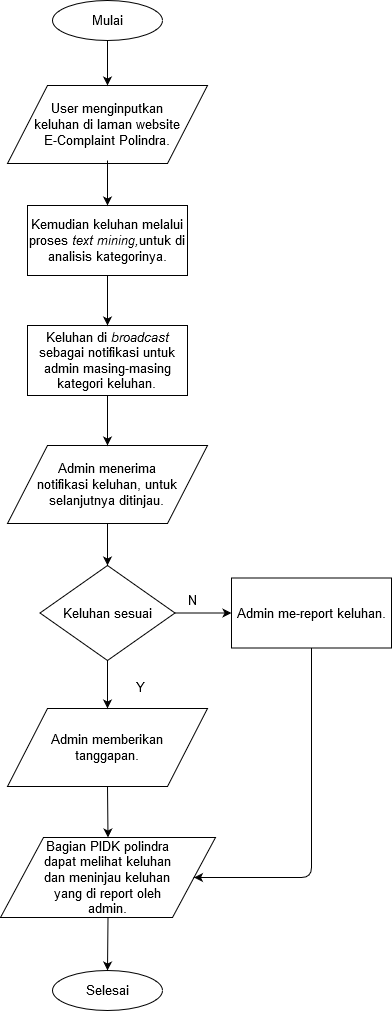 Mulai
User menginputkan
keluhan di laman website
E-Complaint Polindra.
Kemudian keluhan melalui
proses text mining,untuk di
analisis kategorinya.
Keluhan di broadcast
sebagai notifikasi untuk
admin masing-masing
kategori keluhan.
Admin menerima
notifikasi keluhan, untuk
selanjutnya ditinjau.
Keluhan sesuai
N
Admin me-report keluhan.
Y
Admin memberikan
tanggapan.
Bagian PIDK polindra
dapat melihat keluhan
dan meninjau keluhan
yang di report oleh
admin.
Selesai